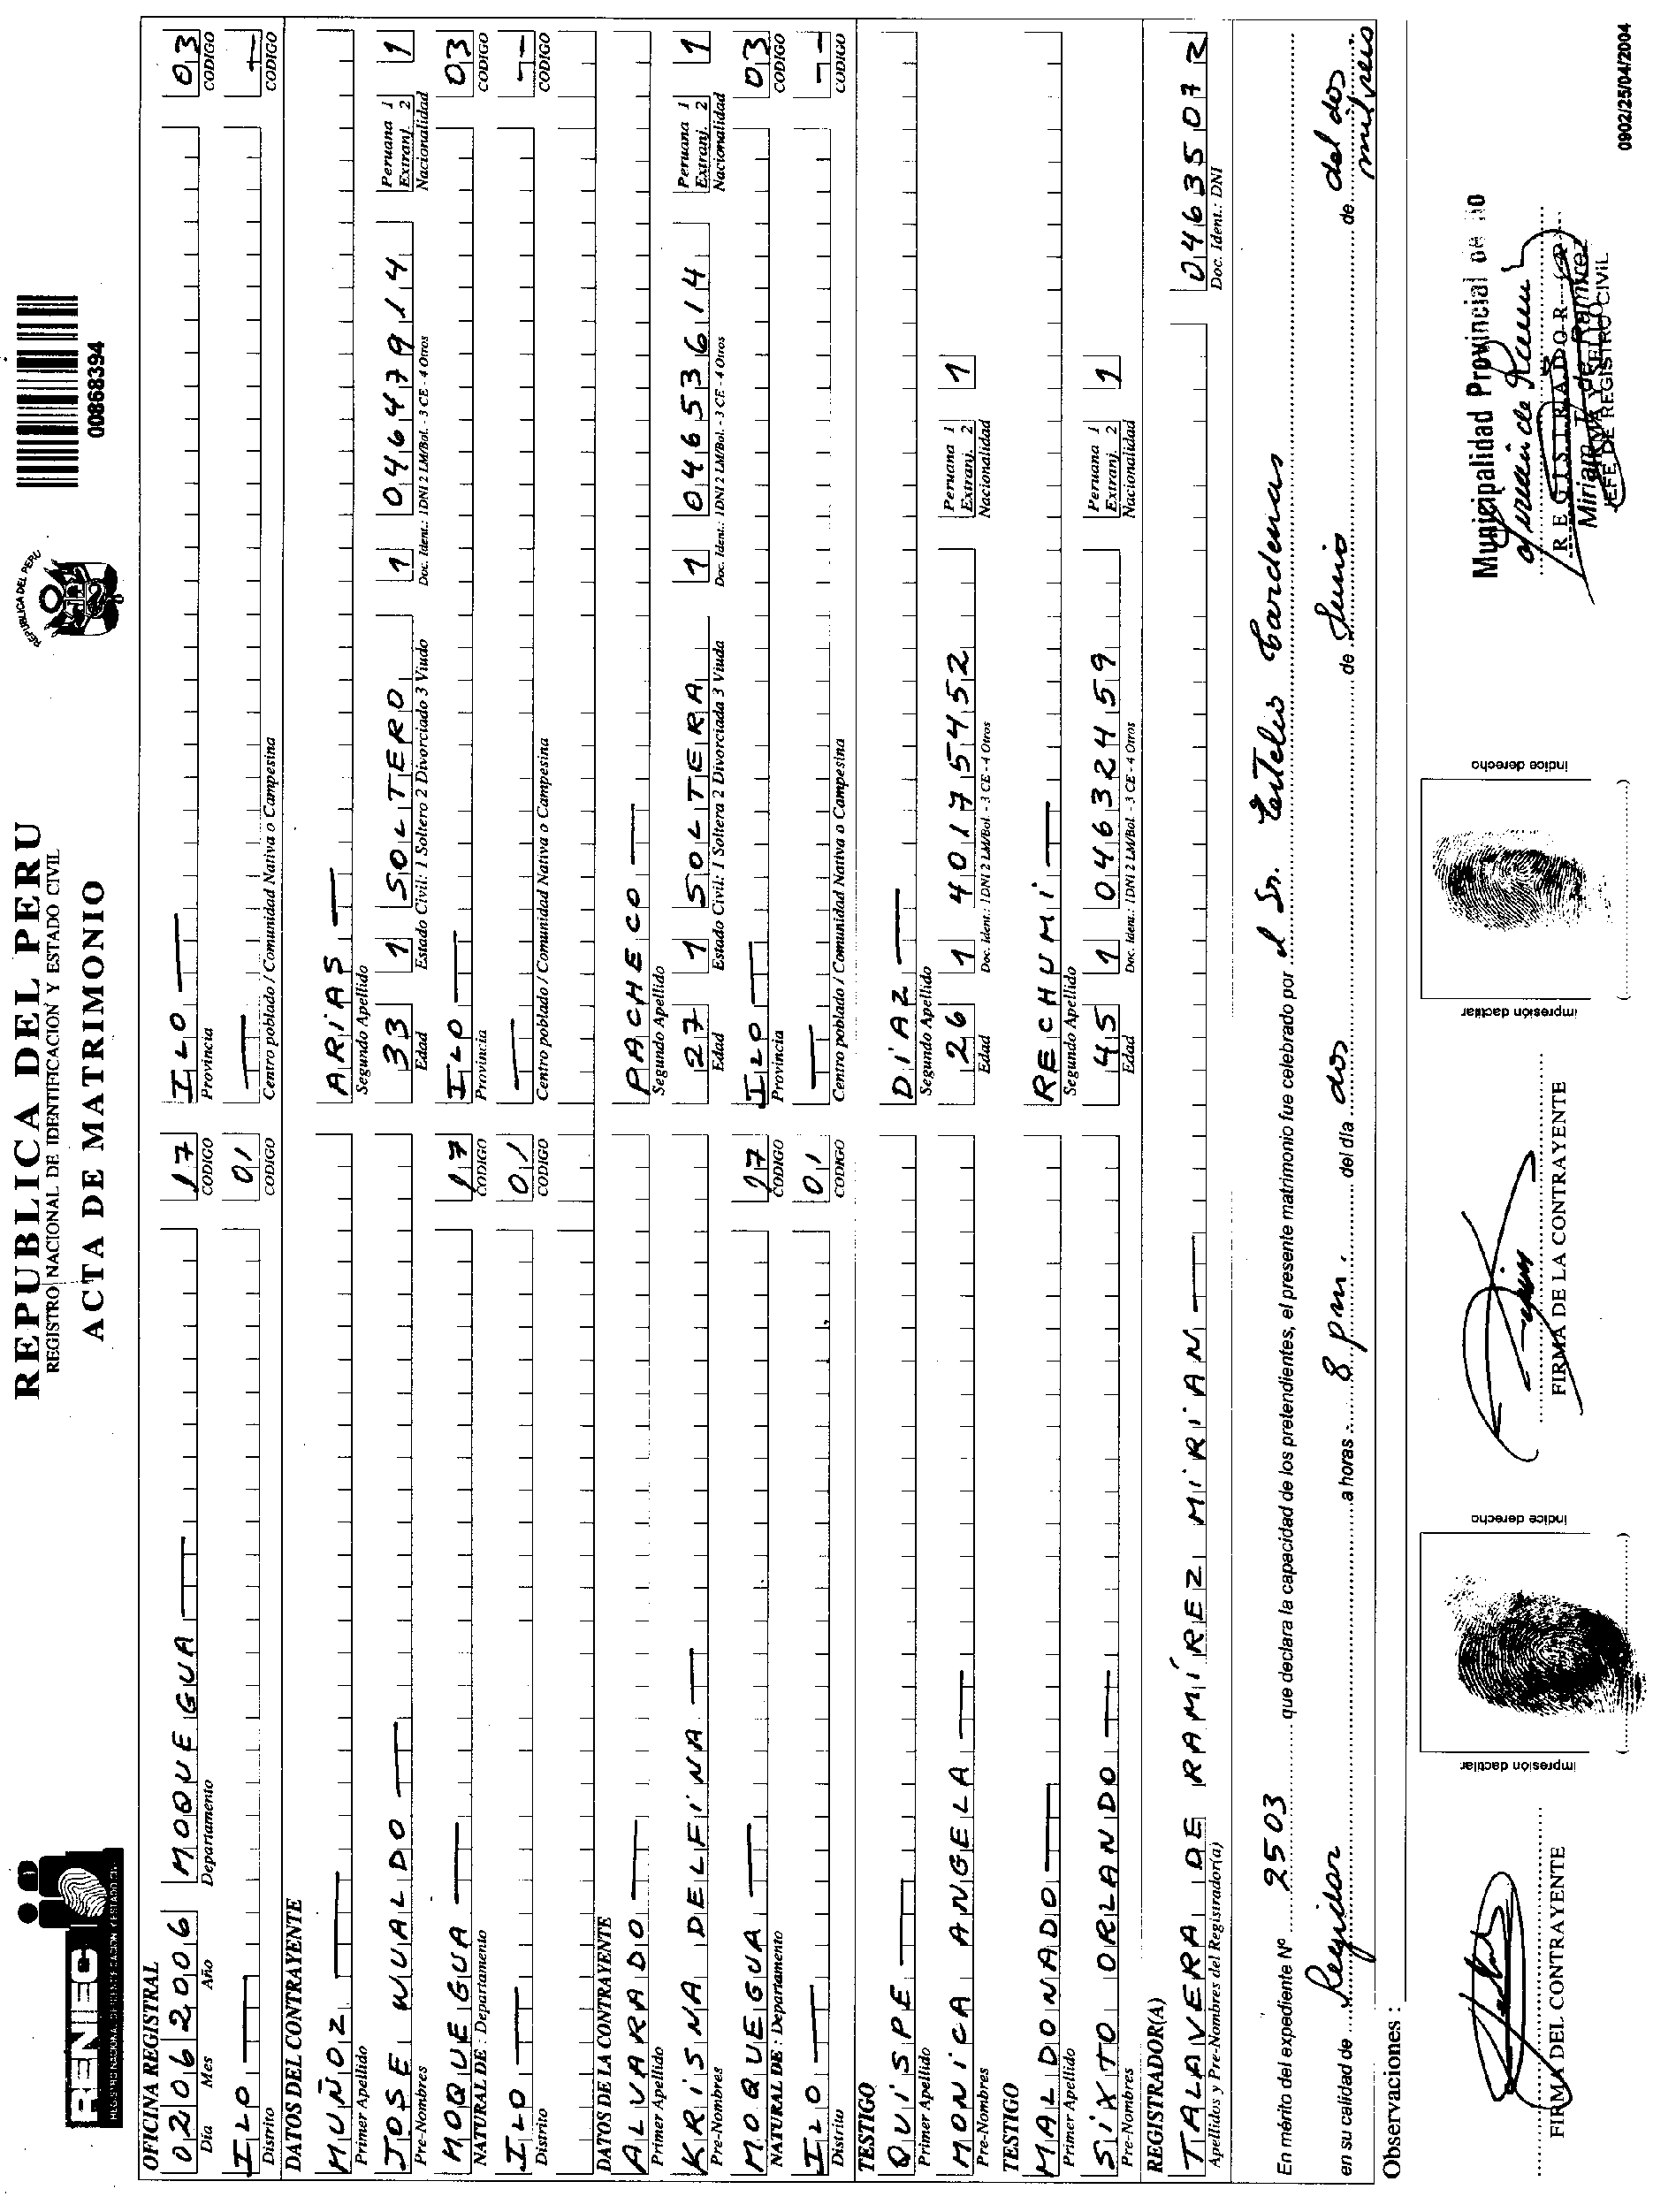 RENIEC
REGISTRO NACIONAL DE IDENTIFICACION Y ESTADO CIVIL
REPUBLICA DEL PERU
REGISTRO NACIONAL DE IDENTIFICACION Y ESTADO CIVIL
ACTA DE MATRIMONIO
REPUBLICA DEL PERU
00868394
OFICINA REGISTRAL
02 06 2006 MOQUEGUA 17 ILO 03
Día Mes Año Departamento CODIGO Provincia CODIGO
ILO 01
Distrito CODIGO Centro poblado / Comunidad Nativa o Campesina CODIGO
DATOS DEL CONTRAYENTE
MUÑOZ ARIAS
Primer Apellido Segundo Apellido
JOSE WUALDO 33 1 SOLTERO 1 04647914 Peruana 1 Extranj. 2 1
Pre-Nombres Edad Estado Civil: 1 Soltero 2 Divorciado 3 Viudo Doc. Ident.: 1DNI 2 LM/Bol. - 3 CE - 4 Otros Nacionalidad
MOQUEGUA 17 ILO 03
NATURAL DE : Departamento CODIGO Provincia CODIGO
ILO 01
Distrito CODIGO Centro poblado / Comunidad Nativa o Campesina CODIGO
DATOS DE LA CONTRAYENTE
ALVARADO PACHECO
Primer Apellido Segundo Apellido
KRISNA DELFINA 27 1 SOLTERA 1 04653614 Peruana 1 Extranj. 2 1
Pre-Nombres Edad Estado Civil: 1 Soltera 2 Divorciada 3 Viuda Doc. Ident.: 1DNI 2 LM/Bol. - 3 CE - 4 Otros Nacionalidad
MOQUEGUA 17 ILO 03
NATURAL DE : Departamento CODIGO Provincia CODIGO
ILO 01
Distrito CODIGO Centro poblado / Comunidad Nativa o Campesina CODIGO
TESTIGO
QUISPE DIAZ
Primer Apellido Segundo Apellido
MONICA ANGELA 26 1 40175452 Peruana 1 Extranj. 2 1
Pre-Nombres Edad Doc. Ident.: 1DNI 2 LM/Bol. - 3 CE - 4 Otros Nacionalidad
TESTIGO
MALDONADO RECHUMI
Primer Apellido Segundo Apellido
SIXTO ORLANDO 45 1 04632459 Peruana 1 Extranj. 2 1
Pre-Nombres Edad Doc. Ident.: 1DNI 2 LM/Bol. - 3 CE - 4 Otros Nacionalidad
REGISTRADOR(A)
TALAVERA DE RAMÍREZ MIRIAN 04635072
Apellidos y Pre-Nombres del Registrador(a) Doc. Ident.: DNI
En mérito del expediente Nº 2503 que declara la capacidad de los pretendientes, el presente matrimonio fue celebrado por el Sr. Cardenas
en su calidad de Regidor a horas 8 pm. del día dos de Junio de del dos
mil seis
Observaciones :
FIRMA DEL CONTRAYENTE
impresión dactilar
índice derecho
FIRMA DE LA CONTRAYENTE
impresión dactilar
índice derecho
Municipalidad Provincial de Ilo
REGISTRADOR (A)
Miriam T. de Ramirez
FIRMA Y SELLO
JEFE DE REGISTRO CIVIL
0902/25/04/2004